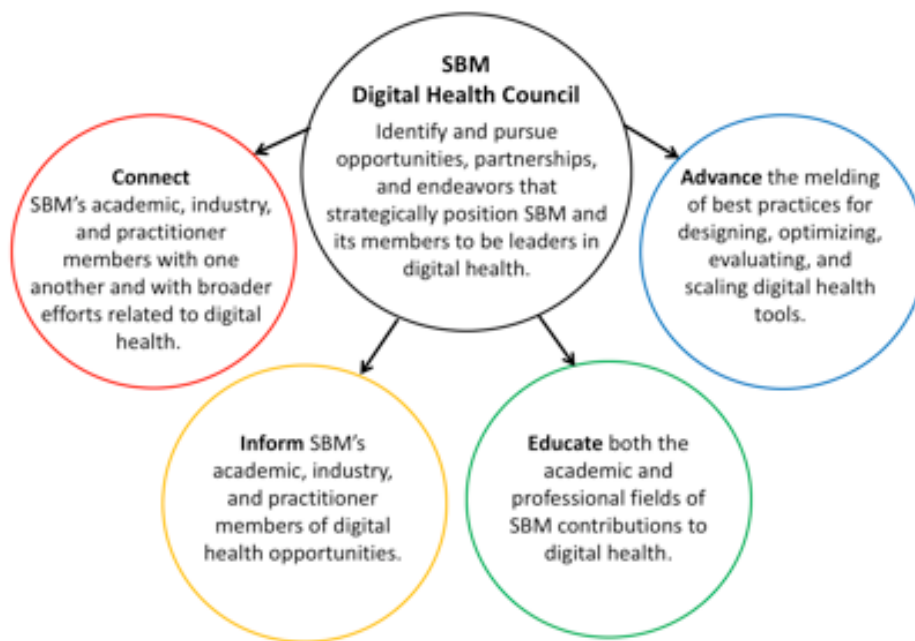 SBM
Digital Health Council
Identify and pursue
opportunities, partnerships,
and endeavors that
strategically position SBM and
its members to be leaders in
digital health.
Connect
SBM's academic, industry,
and practitioner
members with one
another and with broader
efforts related to digital
health.
Inform SBM's
academic, industry,
and practitioner
members of digital
health opportunities.
Educate both the
academic and
professional fields of
SBM contributions to
digital health.
Advance the melding
of best practices for
designing, optimizing,
evaluating, and
scaling digital health
tools.